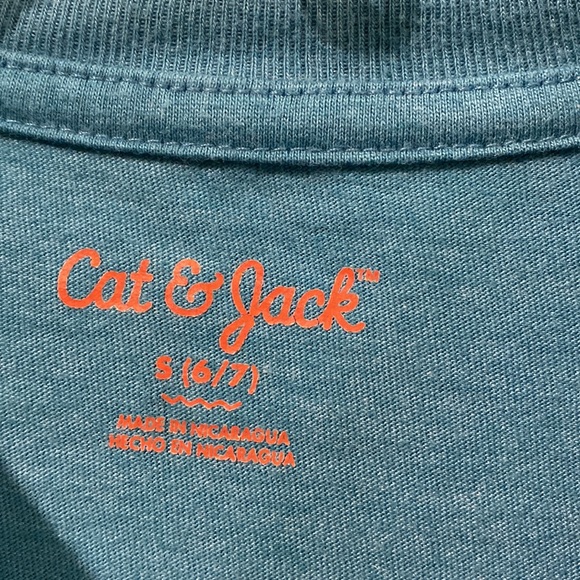 Cat & Jack™
S (6/7)
MADE IN NICARAGUA
HECHO EN NICARAGUA